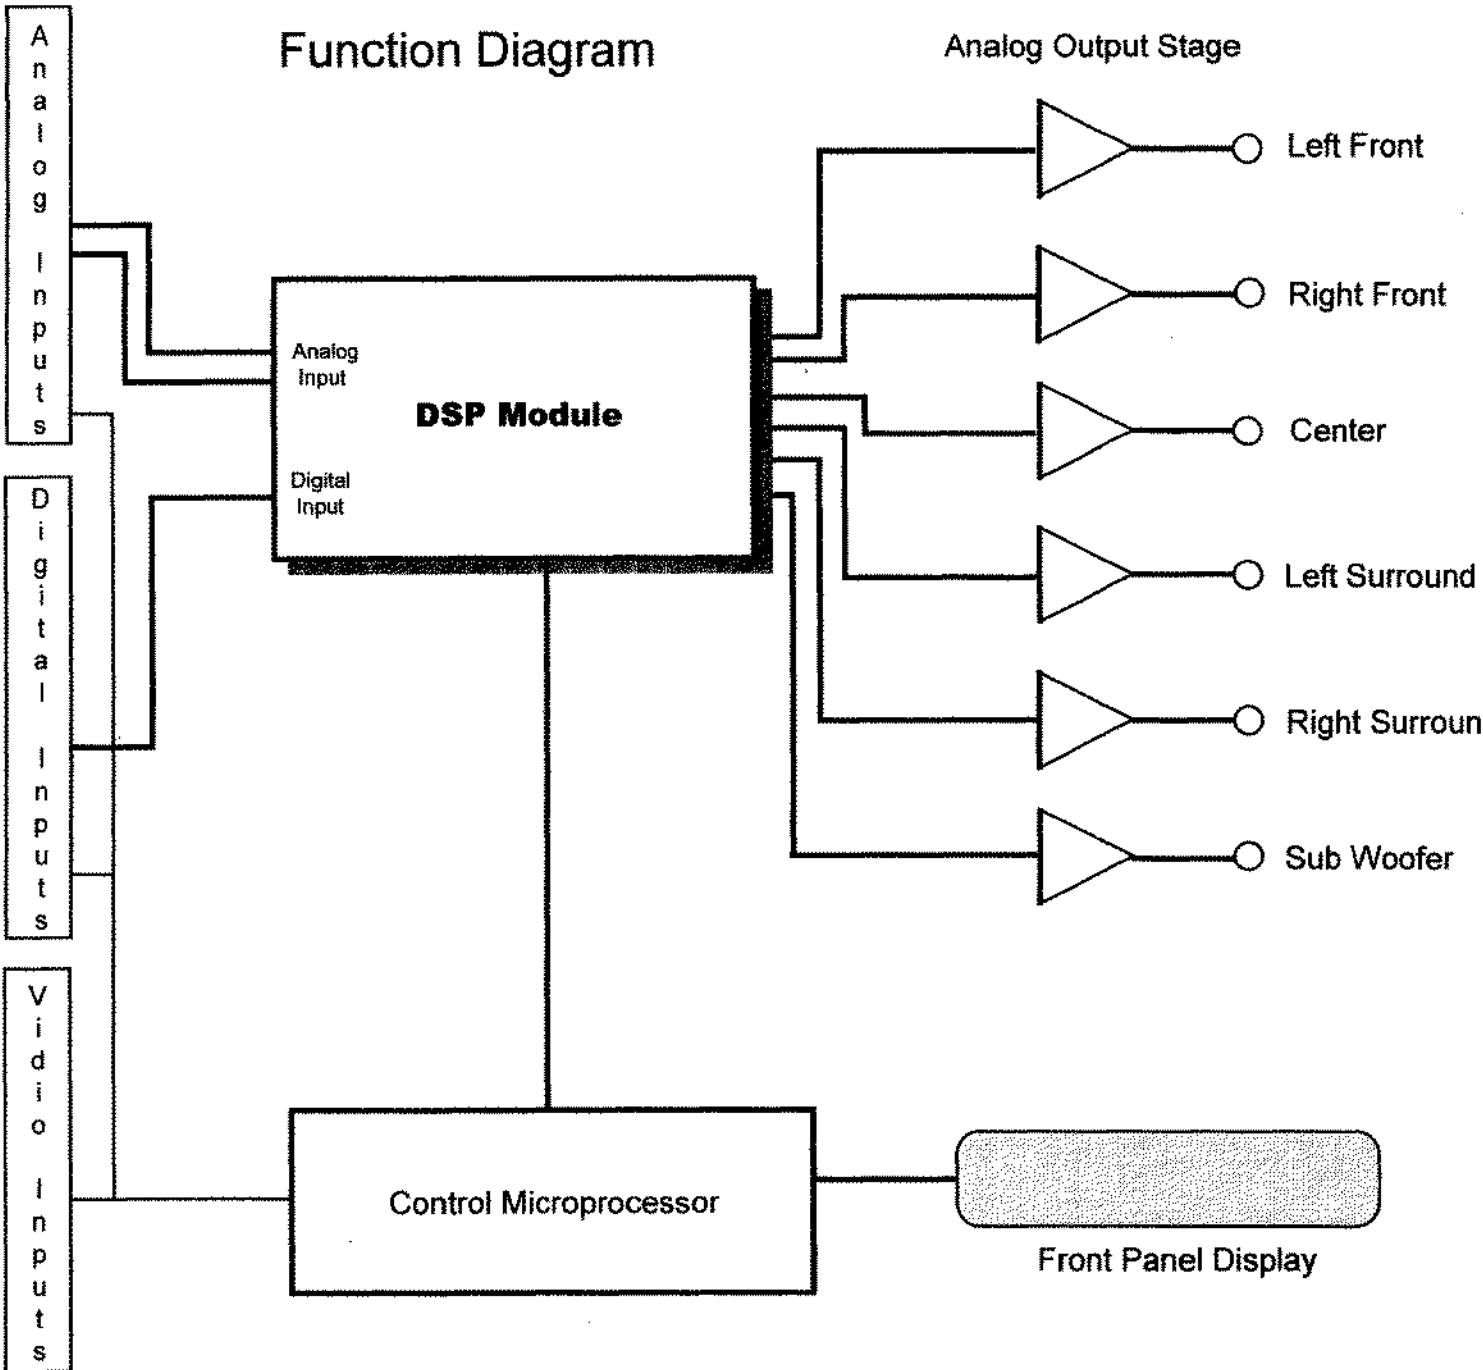 Function Diagram
Analog Output Stage
Analog Inputs
Left Front
Right Front
Analog
Input
DSP Module
Center
Digital
Input
Digital Inputs
Left Surround
Right Surroun
Sub Woofer
Vidio Inputs
Control Microprocessor
Front Panel Display